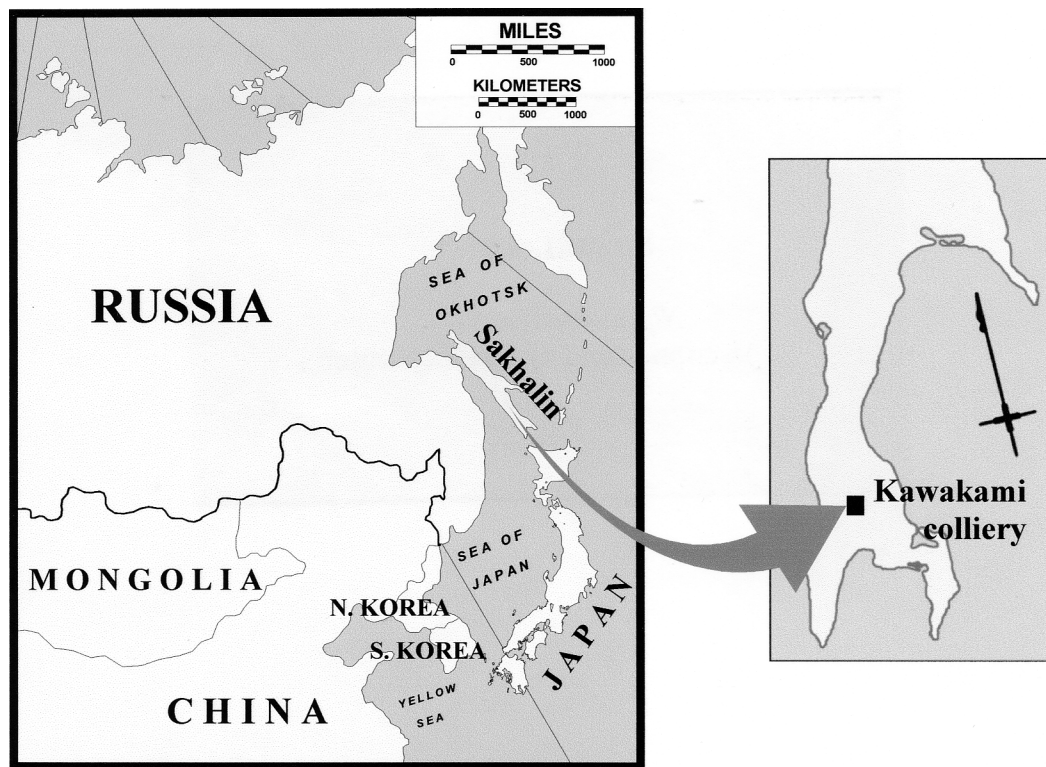 MILES
0 500 1000
KILOMETERS
0 500 1000
SEA OF
OKHOTSK
RUSSIA
Sakhalin
Kawakami
colliery
SEA OF
JAPAN
MONGOLIA
N. KOREA
S. KOREA
JAPAN
YELLOW
SEA
CHINA